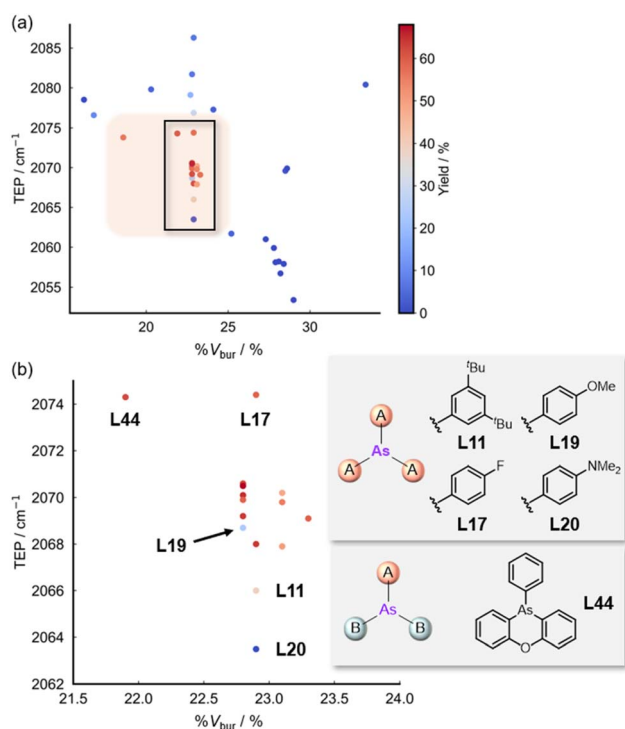 (a)
2085
2080
2075
2070
2065
2060
2055
TEP / cm⁻¹
20
25
30
%Vbur / %
60
50
40
30
20
10
0
Yield / %
(b)
2074
2072
2070
2068
2066
2064
2062
TEP / cm⁻¹
21.5
22.0
22.5
23.0
23.5
24.0
%Vbur / %
L44
L17
L19
L11
L20
A
As
A
A
ᵗBu
ᵗBu
L11
OMe
L19
F
L17
NMe₂
L20
A
As
B
B
As
O
L44